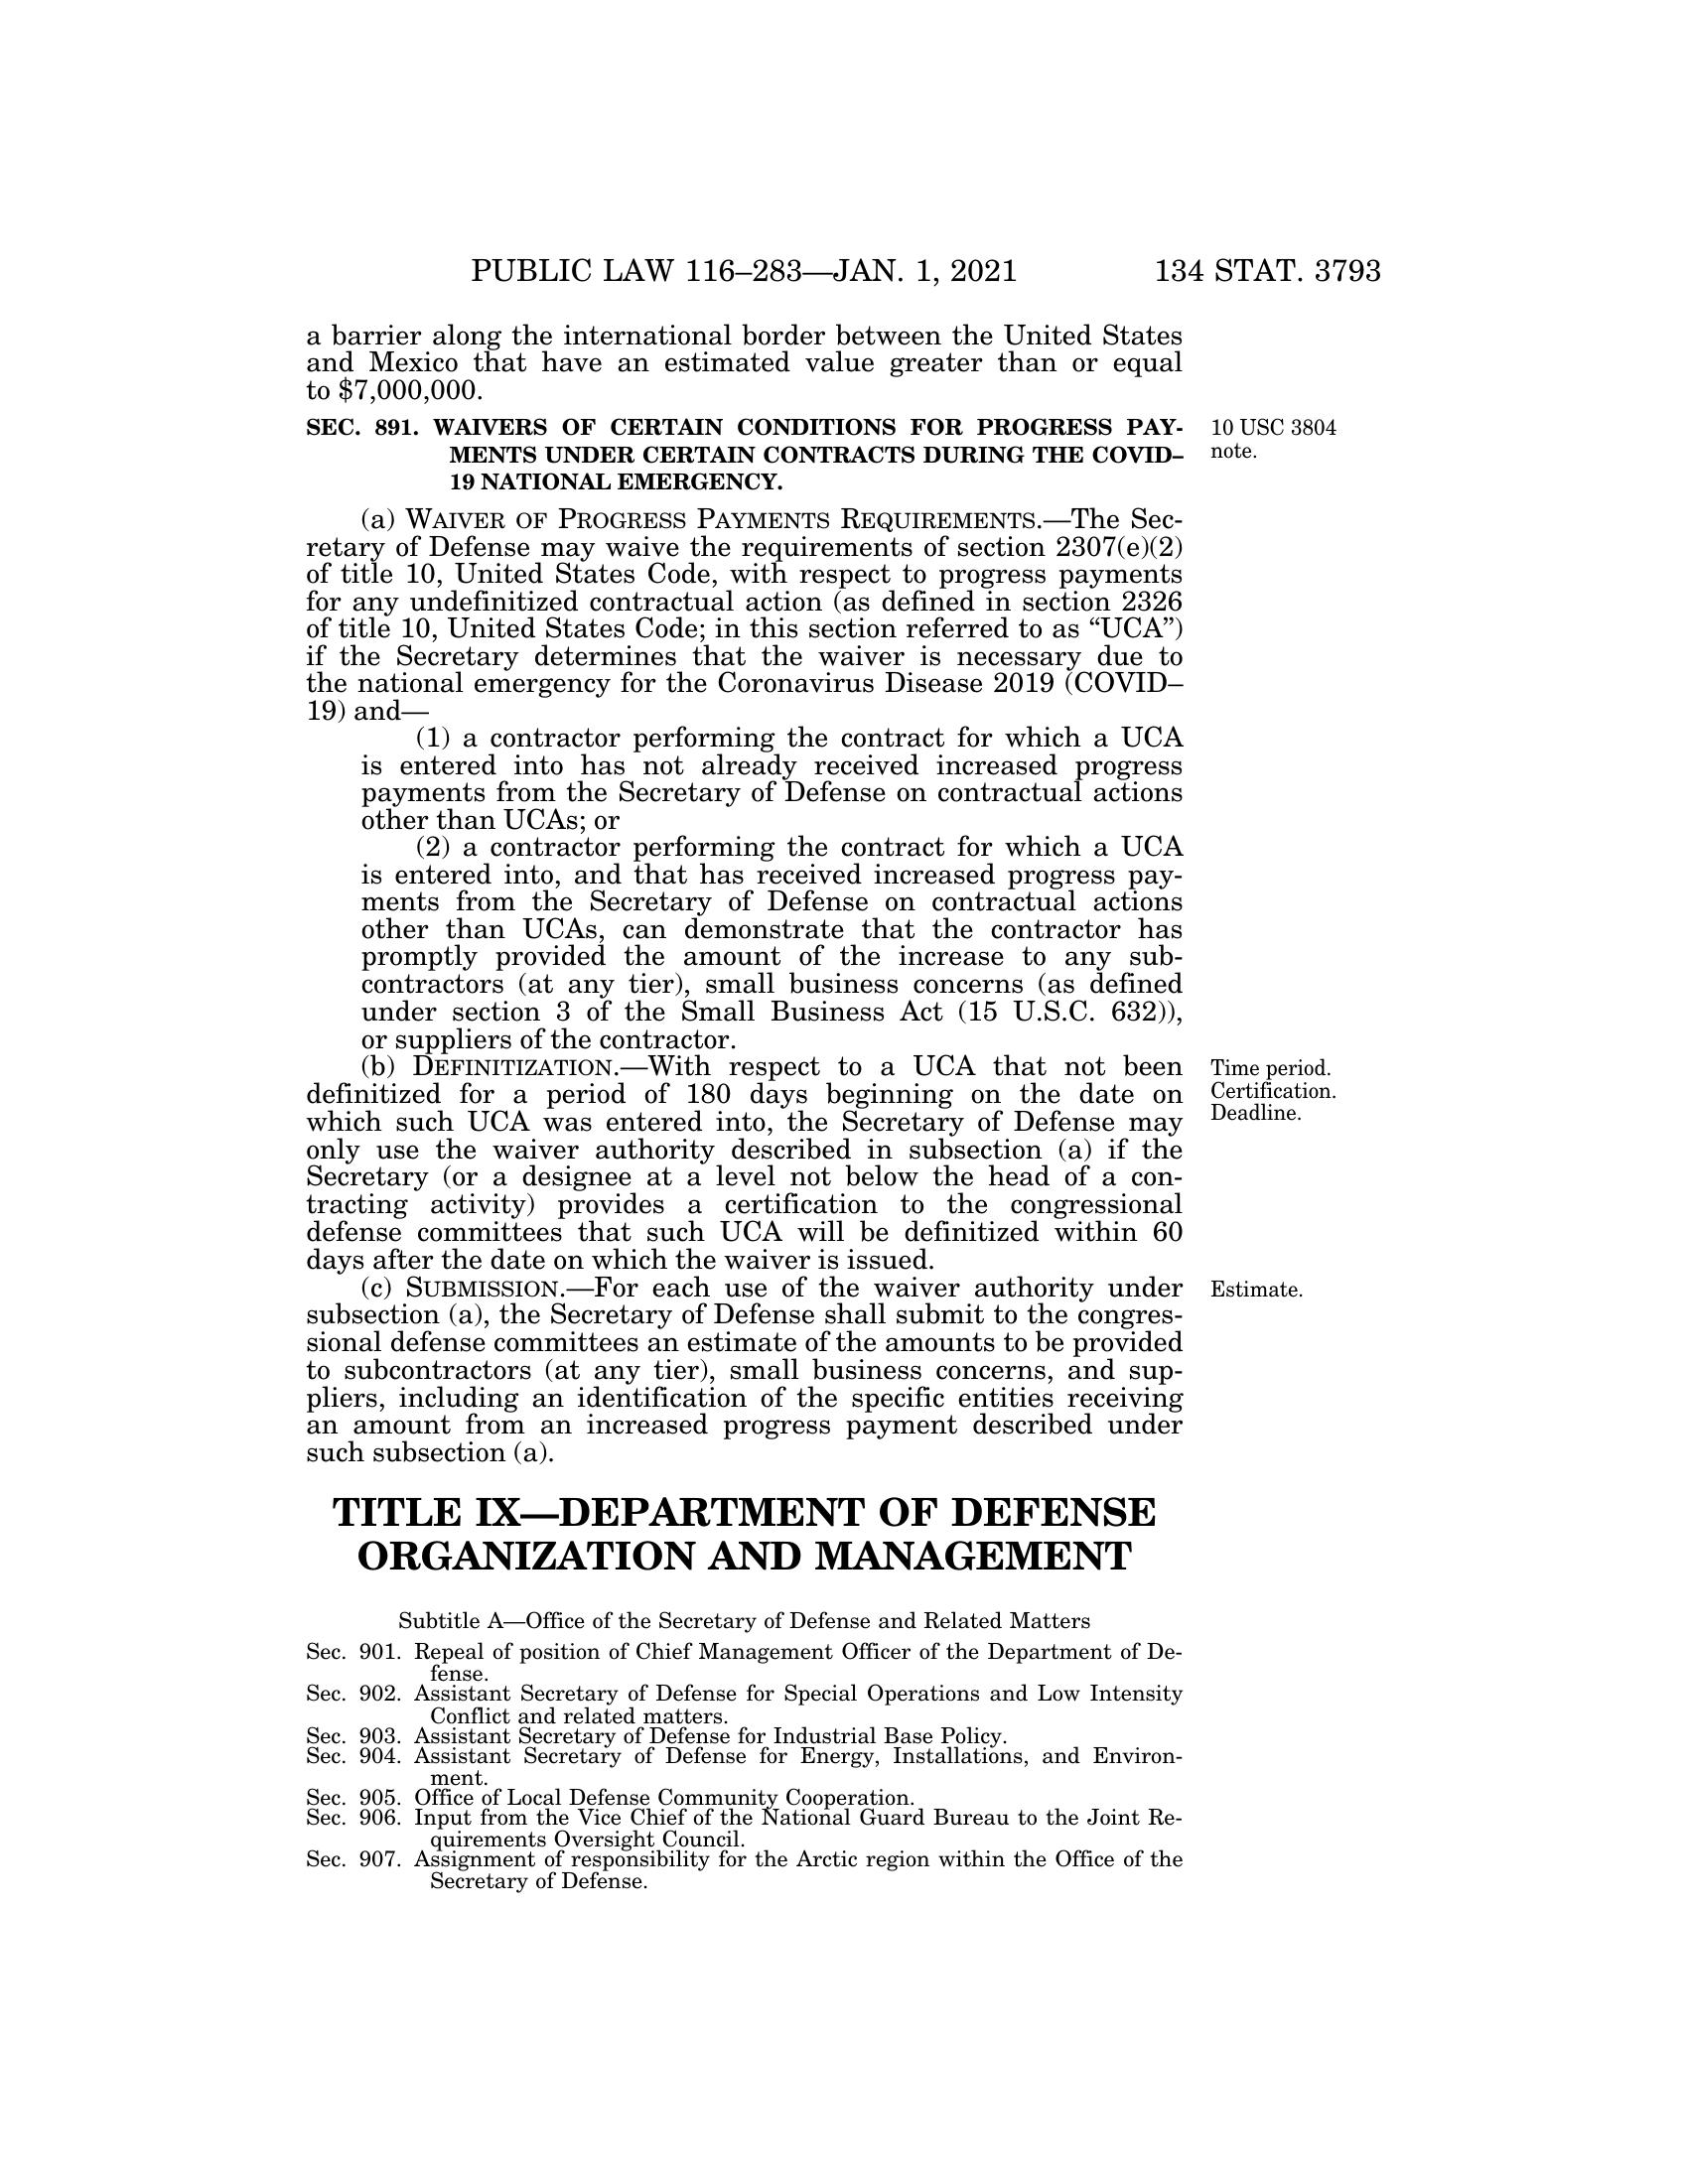 PUBLIC LAW 116–283—JAN. 1, 2021 134 STAT. 3793
a barrier along the international border between the United States
and Mexico that have an estimated value greater than or equal
to $7,000,000.
SEC. 891. WAIVERS OF CERTAIN CONDITIONS FOR PROGRESS PAY-
MENTS UNDER CERTAIN CONTRACTS DURING THE COVID–
19 NATIONAL EMERGENCY.
10 USC 3804
note.
(a) WAIVER OF PROGRESS PAYMENTS REQUIREMENTS.—The Sec-
retary of Defense may waive the requirements of section 2307(e)(2)
of title 10, United States Code, with respect to progress payments
for any undefinitized contractual action (as defined in section 2326
of title 10, United States Code; in this section referred to as “UCA”)
if the Secretary determines that the waiver is necessary due to
the national emergency for the Coronavirus Disease 2019 (COVID–
19) and—
(1) a contractor performing the contract for which a UCA
is entered into has not already received increased progress
payments from the Secretary of Defense on contractual actions
other than UCAs; or
(2) a contractor performing the contract for which a UCA
is entered into, and that has received increased progress pay-
ments from the Secretary of Defense on contractual actions
other than UCAs, can demonstrate that the contractor has
promptly provided the amount of the increase to any sub-
contractors (at any tier), small business concerns (as defined
under section 3 of the Small Business Act (15 U.S.C. 632)),
or suppliers of the contractor.
(b) DEFINITIZATION.—With respect to a UCA that not been
definitized for a period of 180 days beginning on the date on
which such UCA was entered into, the Secretary of Defense may
only use the waiver authority described in subsection (a) if the
Secretary (or a designee at a level not below the head of a con-
tracting activity) provides a certification to the congressional
defense committees that such UCA will be definitized within 60
days after the date on which the waiver is issued.
Time period.
Certification.
Deadline.
(c) SUBMISSION.—For each use of the waiver authority under
subsection (a), the Secretary of Defense shall submit to the congres-
sional defense committees an estimate of the amounts to be provided
to subcontractors (at any tier), small business concerns, and sup-
pliers, including an identification of the specific entities receiving
an amount from an increased progress payment described under
such subsection (a).
Estimate.
TITLE IX—DEPARTMENT OF DEFENSE
ORGANIZATION AND MANAGEMENT
Subtitle A—Office of the Secretary of Defense and Related Matters
Sec. 901. Repeal of position of Chief Management Officer of the Department of De-
fense.
Sec. 902. Assistant Secretary of Defense for Special Operations and Low Intensity
Conflict and related matters.
Sec. 903. Assistant Secretary of Defense for Industrial Base Policy.
Sec. 904. Assistant Secretary of Defense for Energy, Installations, and Environ-
ment.
Sec. 905. Office of Local Defense Community Cooperation.
Sec. 906. Input from the Vice Chief of the National Guard Bureau to the Joint Re-
quirements Oversight Council.
Sec. 907. Assignment of responsibility for the Arctic region within the Office of the
Secretary of Defense.